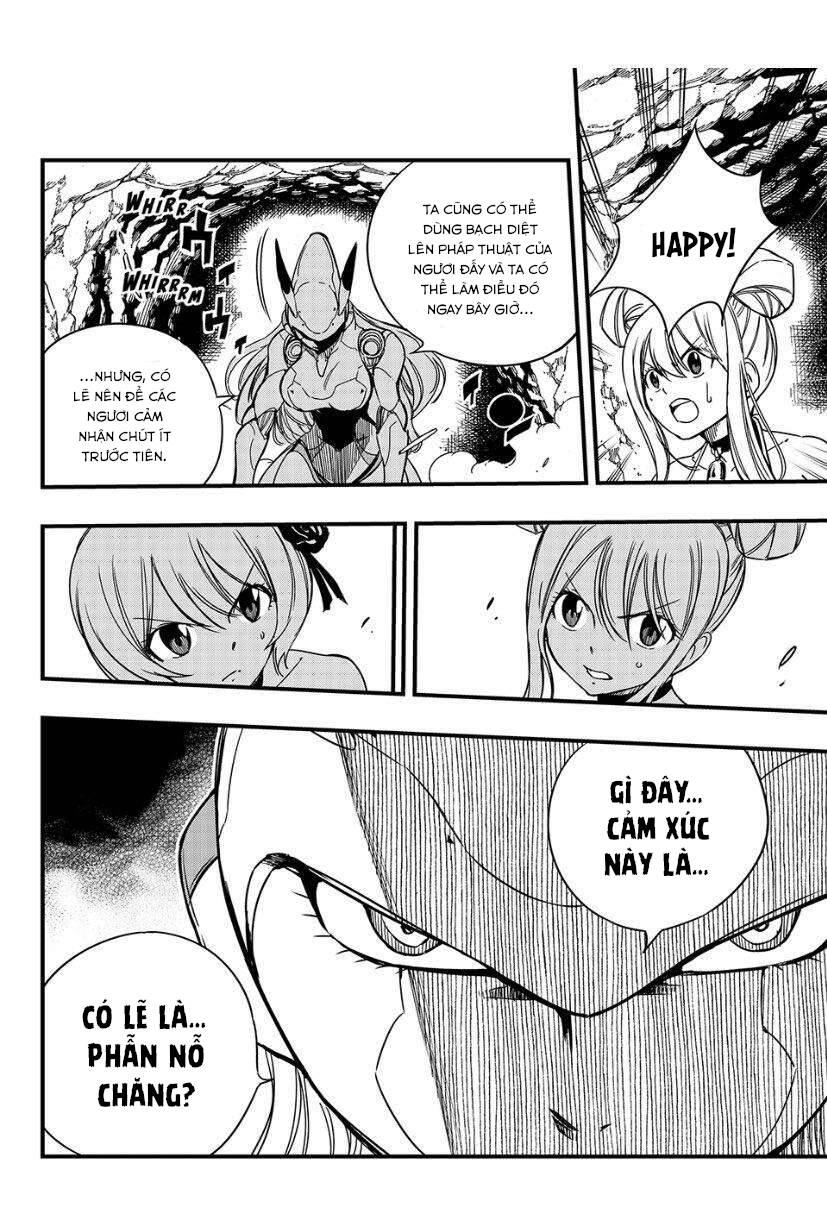 HAPPY!
TA CŨNG CÓ THỂ
DÙNG BẠCH DIỆT
LÊN PHÁP THUẬT CỦA
NGƯƠI ĐẤY VÀ TA CÓ
THỂ LÀM ĐIỀU ĐÓ
NGAY BÂY GIỜ...
WHIRR
WHIRRRM
...NHƯNG, CÓ
LẼ NÊN ĐỂ CÁC
NGƯƠI CẢM
NHẬN CHÚT ÍT
TRƯỚC TIÊN.
GÌ ĐÂY...
CẢM XÚC
NÀY LÀ...
CÓ LẼ LÀ...
PHẪN NỖ
CHĂNG?